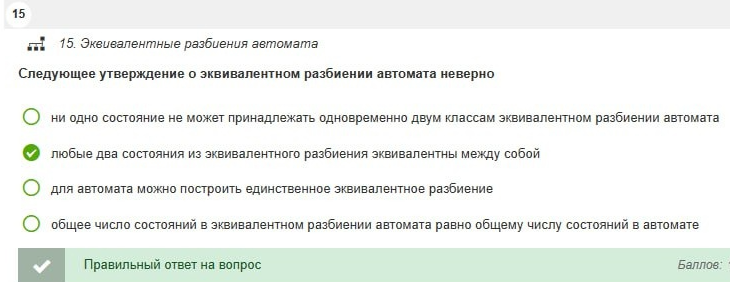 15
15. Эквивалентные разбиения автомата
Следующее утверждение о эквивалентном разбиении автомата неверно
ни одно состояние не может принадлежать одновременно двум классам эквивалентном разбиении автомата
любые два состояния из эквивалентного разбиения эквивалентны между собой
для автомата можно построить единственное эквивалентное разбиение
общее число состояний в эквивалентном разбиении автомата равно общему числу состояний в автомате
Правильный ответ на вопрос
Баллов: